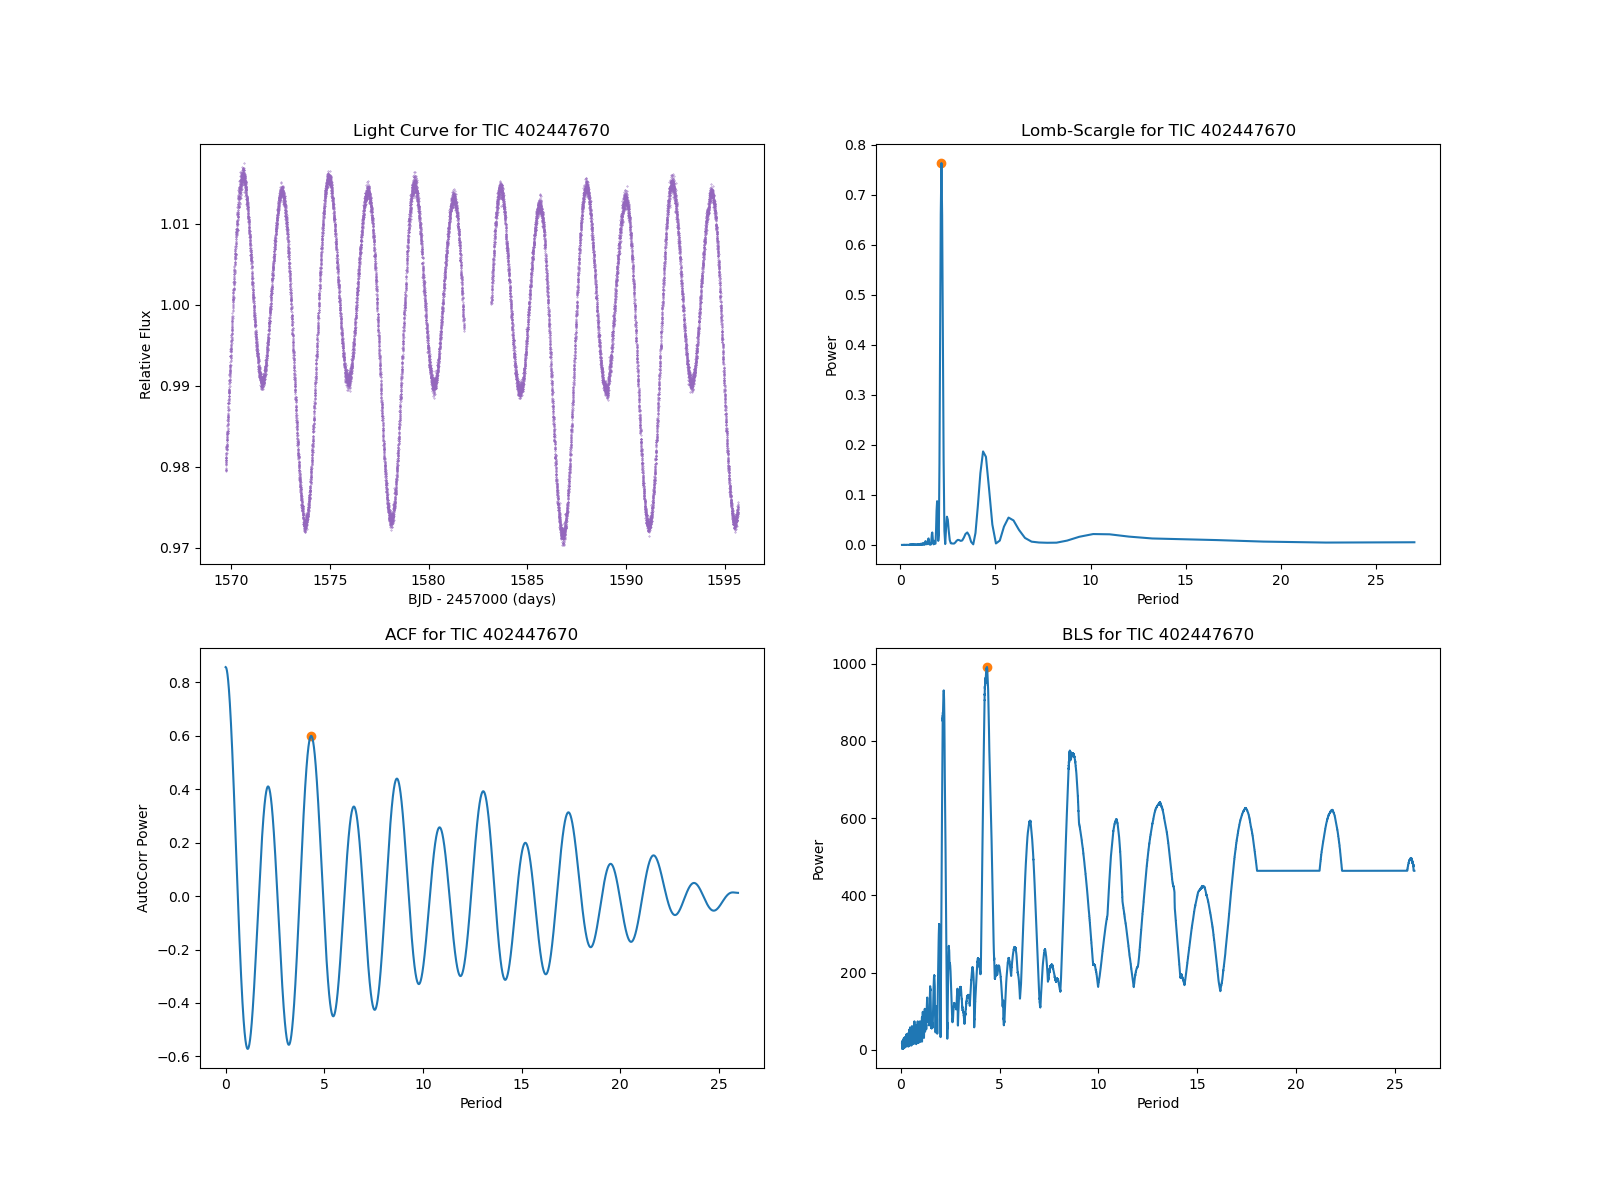 Light Curve for TIC 402447670
Relative Flux
1.01
1.00
0.99
0.98
0.97
1570 1575 1580 1585 1590 1595
BJD - 2457000 (days)
Lomb-Scargle for TIC 402447670
Power
0.8
0.7
0.6
0.5
0.4
0.3
0.2
0.1
0.0
0 5 10 15 20 25
Period
ACF for TIC 402447670
AutoCorr Power
0.8
0.6
0.4
0.2
0.0
−0.2
−0.4
−0.6
0 5 10 15 20 25
Period
BLS for TIC 402447670
Power
1000
800
600
400
200
0
0 5 10 15 20 25
Period